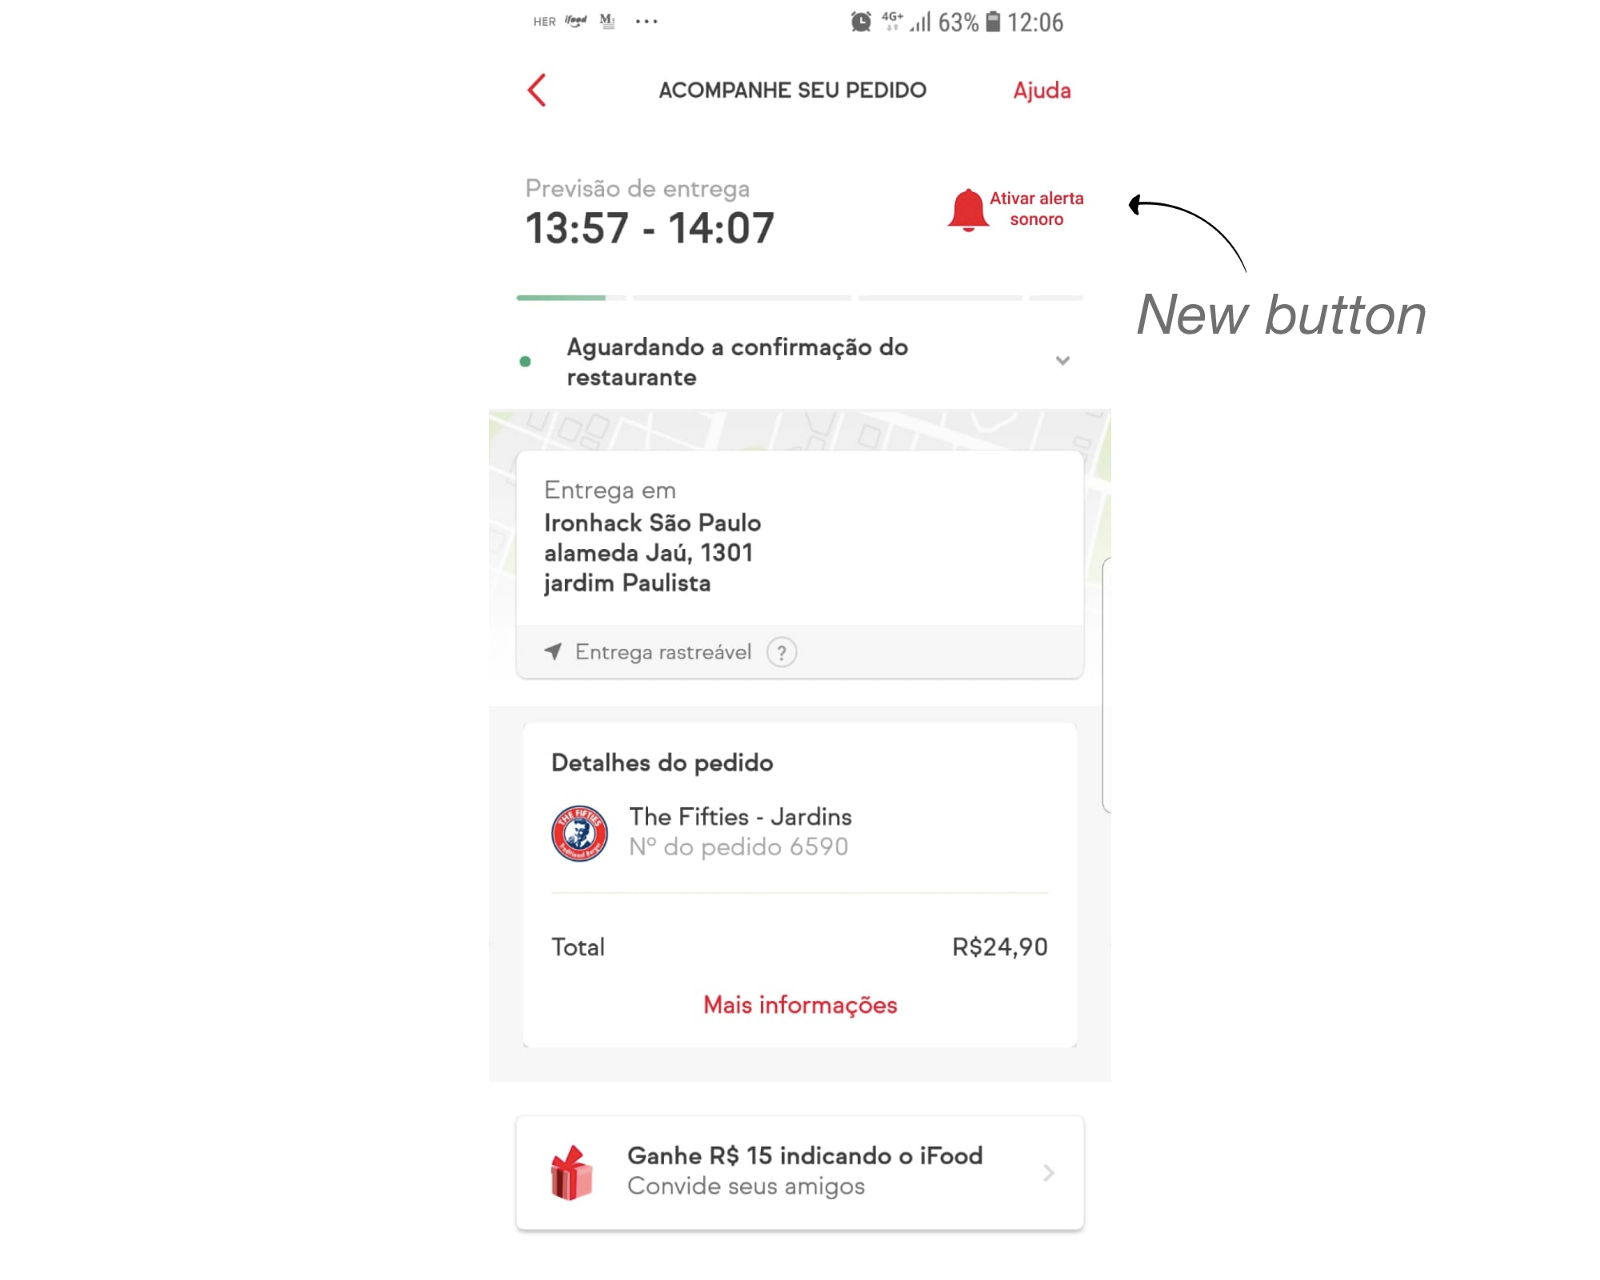 HER ifood M 4G+ 63% 12:06
ACOMPANHE SEU PEDIDO Ajuda
Previsão de entrega
13:57 - 14:07
Ativar alerta
sonoro
New button
Aguardando a confirmação do
restaurante
Entrega em
Ironhack São Paulo
alameda Jaú, 1301
jardim Paulista
Entrega rastreável ?
Detalhes do pedido
THE FIFTIES
Traditional Burger
The Fifties - Jardins
Nº do pedido 6590
Total R$24,90
Mais informações
Ganhe R$ 15 indicando o iFood
Convide seus amigos